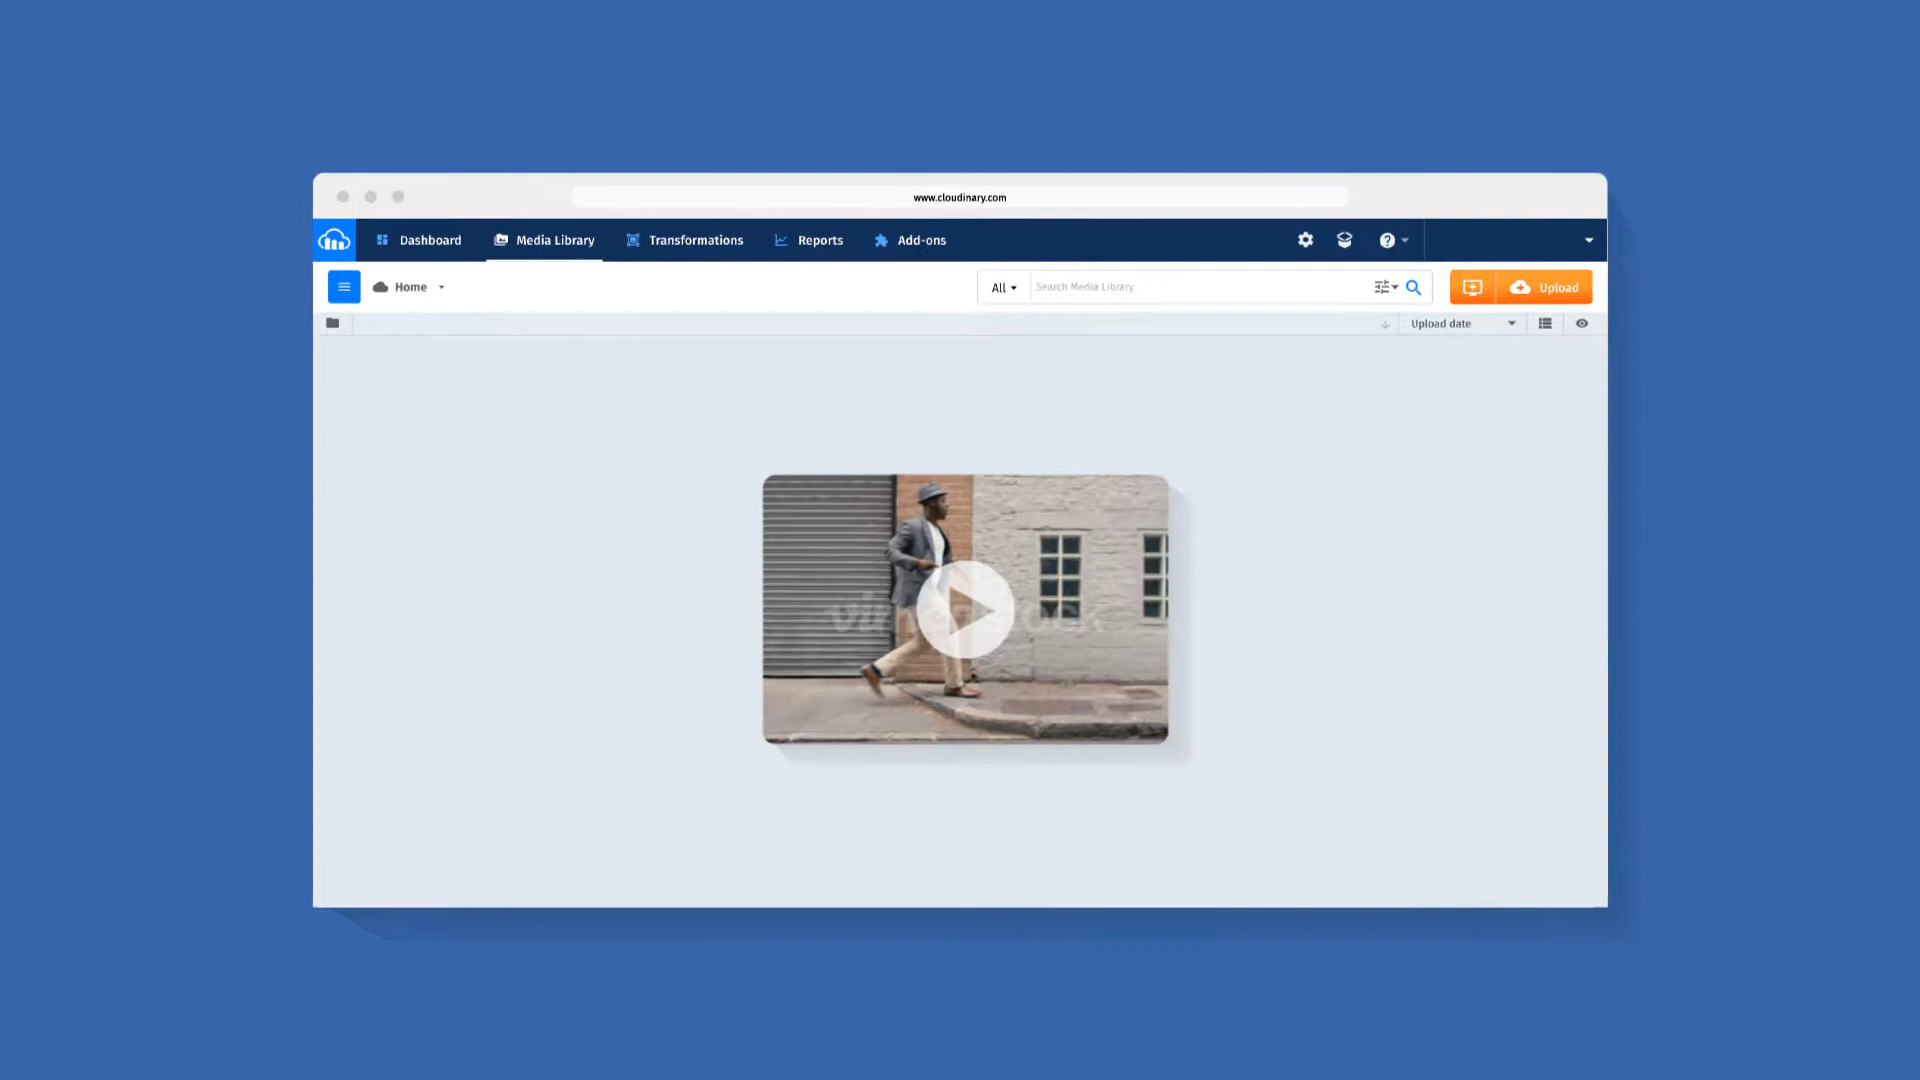 www.cloudinary.com
Dashboard
Media Library
Transformations
Reports
Add-ons
Home
All
Search Media Library
Upload
Upload date